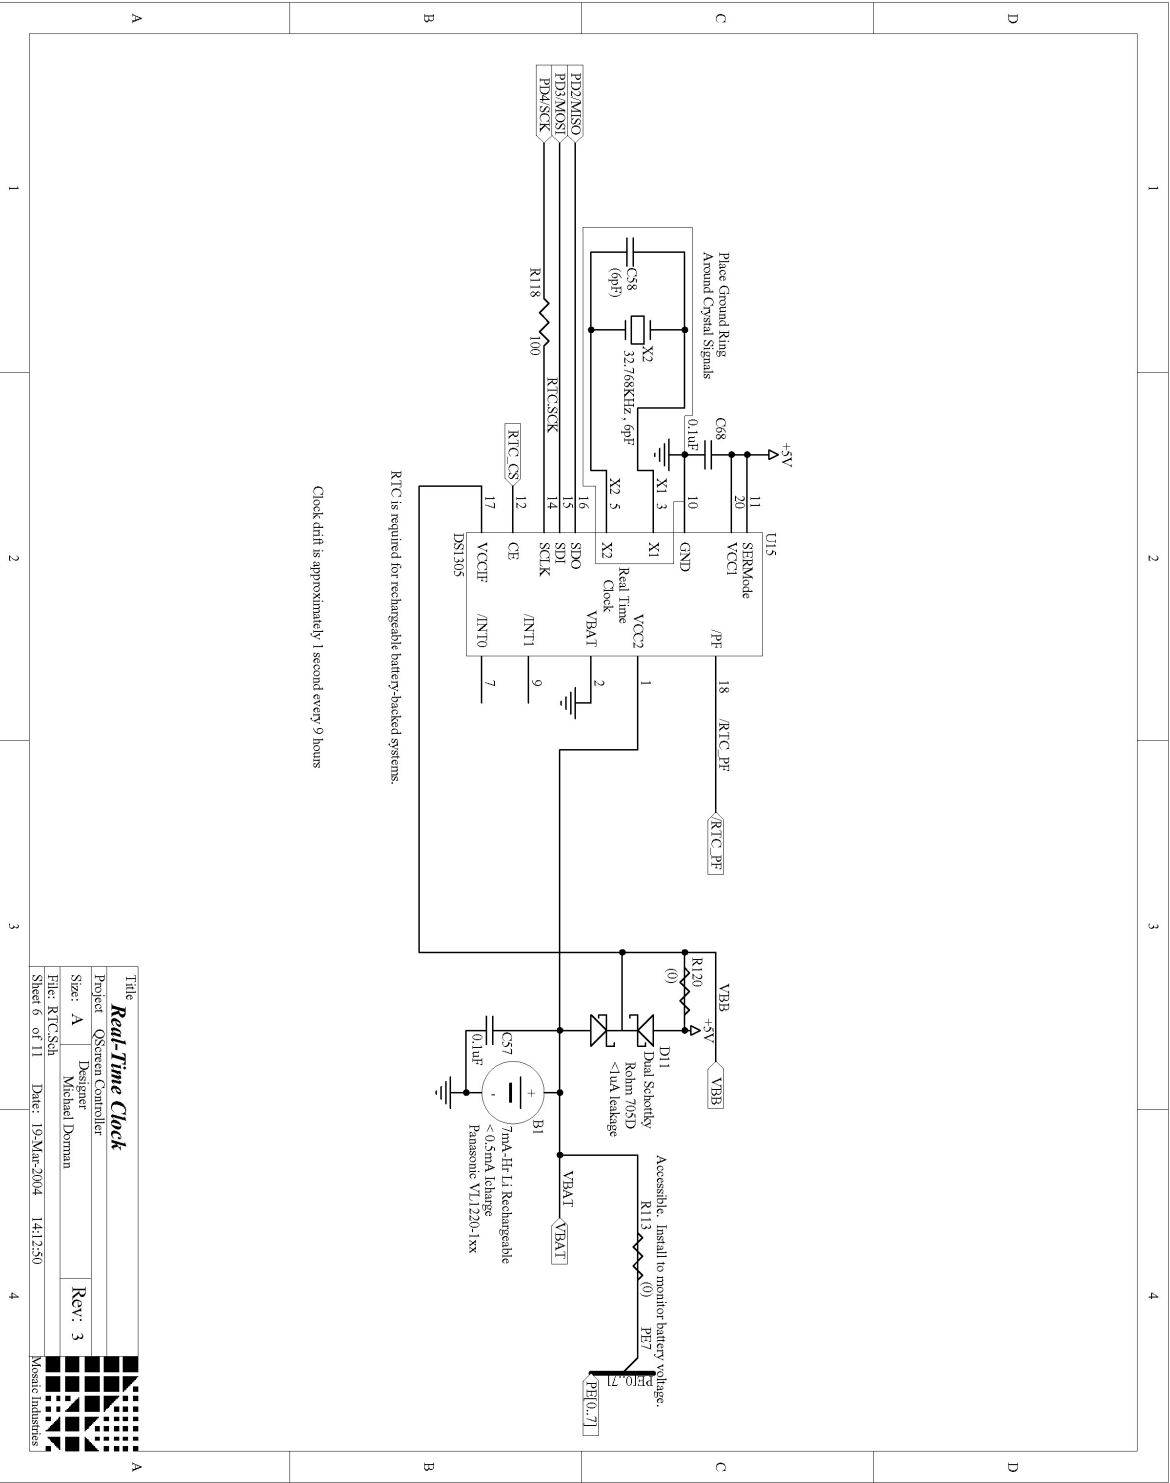 1
2
3
4
D
C
B
A
Place Ground Ring
Around Crystal Signals
+5V
C68
0.1uF
C58
(6pF)
X2
32.768KHz , 6pF
PD2/MISO
PD3/MOSI
PD4/SCK
R118
100
RTC.SCK
RTC_CS
11
20
10
X1 3
X2 5
16
15
14
12
17
U15
SERMode
VCC1
GND
X1
X2
SDO
SDI
SCLK
CE
VCCIF
DS1305
Real Time
Clock
/PF
VCC2
VBAT
/INT1
/INT0
18
1
2
9
7
/RTC_PF
/RTC_PF
VBB
VBB
R120
(0)
+5V
D11
Dual Schottky
Rohm 705D
<1uA leakage
C57
0.1uF
+
-
B1
7mA-Hr Li Rechargeable
< 0.5mA Icharge
Panasonic VL1220-1xx
VBAT
VBAT
Accessible. Install to monitor battery voltage.
R113
(0)
PE7
PE[0..7]
PE[0..7]
RTC is required for rechargeable battery-backed systems.
Clock drift is approximately 1 second every 9 hours
Title
Real-Time Clock
Project QScreen Controller
Size: A
Designer
Michael Dorman
Rev: 3
File: RTC.Sch
Sheet 6 of 11 Date: 19-Mar-2004 14:12:50
Mosaic Industries
1
2
3
4
D
C
B
A